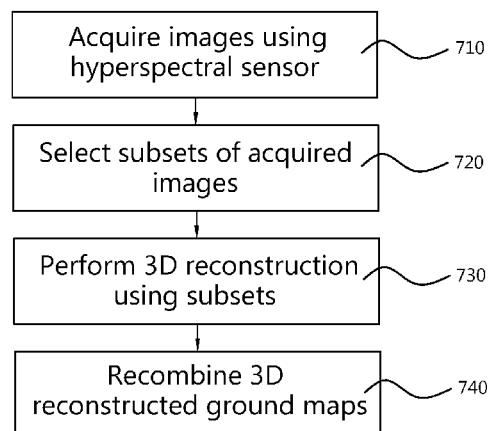 Acquire images using
hyperspectral sensor
710
Select subsets of acquired
images
720
Perform 3D reconstruction
using subsets
730
Recombine 3D
reconstructed ground maps
740